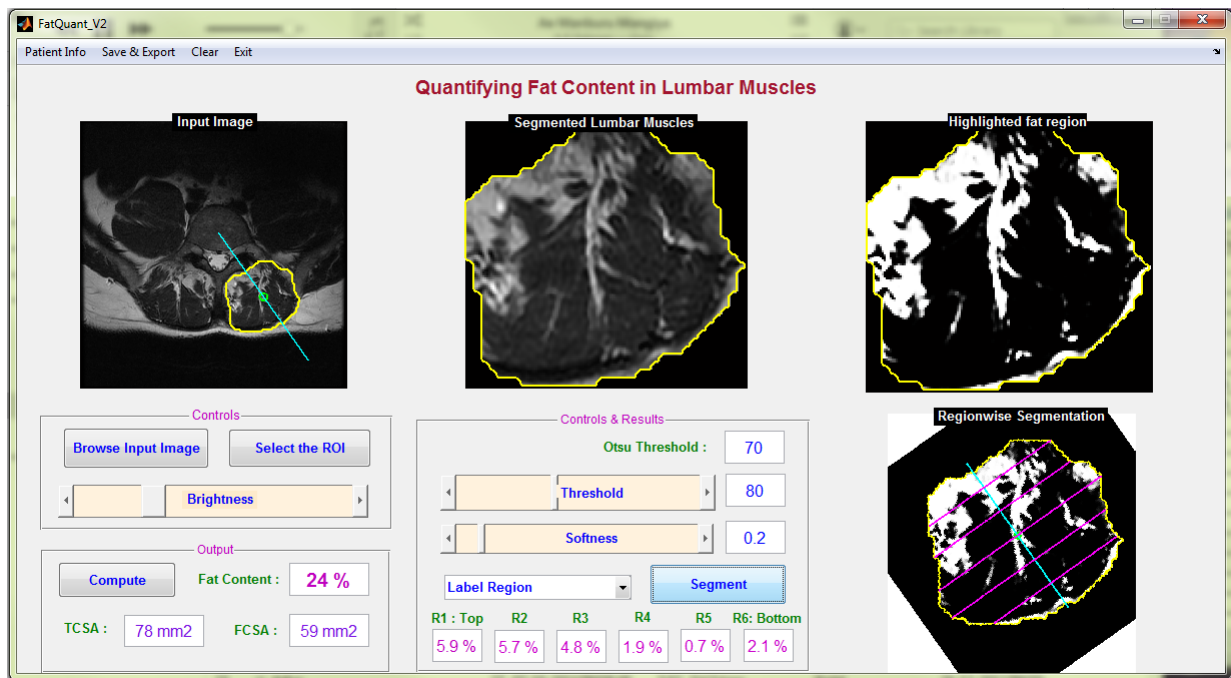 FatQuant_V2
Patient Info Save & Export Clear Exit
Quantifying Fat Content in Lumbar Muscles
Input Image
Segmented Lumbar Muscles
Highlighted fat region
Controls
Browse Input Image
Select the ROI
Brightness
Output
Compute
Fat Content :
24 %
TCSA :
78 mm2
FCSA :
59 mm2
Controls & Results
Otsu Threshold :
70
Threshold
80
Softness
0.2
Label Region
Segment
R1 : Top R2 R3 R4 R5 R6: Bottom
5.9 % 5.7 % 4.8 % 1.9 % 0.7 % 2.1 %
Regionwise Segmentation